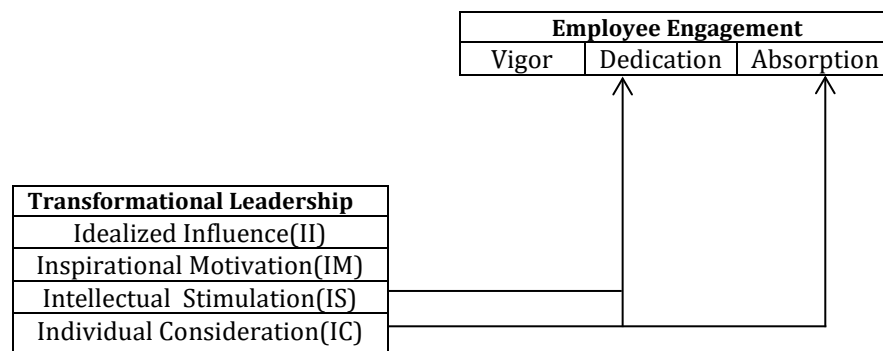 Employee Engagement
Vigor Dedication Absorption
Transformational Leadership
Idealized Influence(II)
Inspirational Motivation(IM)
Intellectual Stimulation(IS)
Individual Consideration(IC)